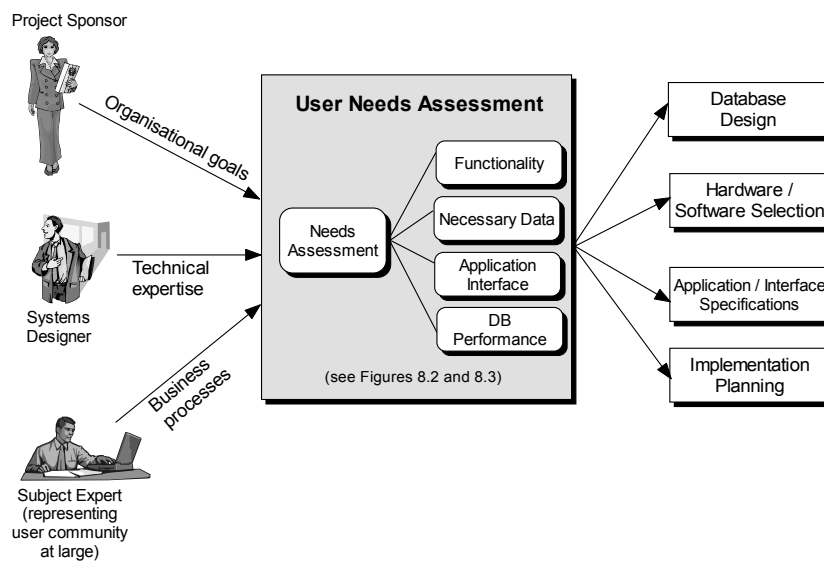 Project Sponsor
Organisational goals
Systems
Designer
Technical
expertise
Business
processes
Subject Expert
(representing
user community
at large)
User Needs Assessment
Needs
Assessment
Functionality
Necessary Data
Application
Interface
DB
Performance
(see Figures 8.2 and 8.3)
Database
Design
Hardware /
Software Selection
Application / Interface
Specifications
Implementation
Planning